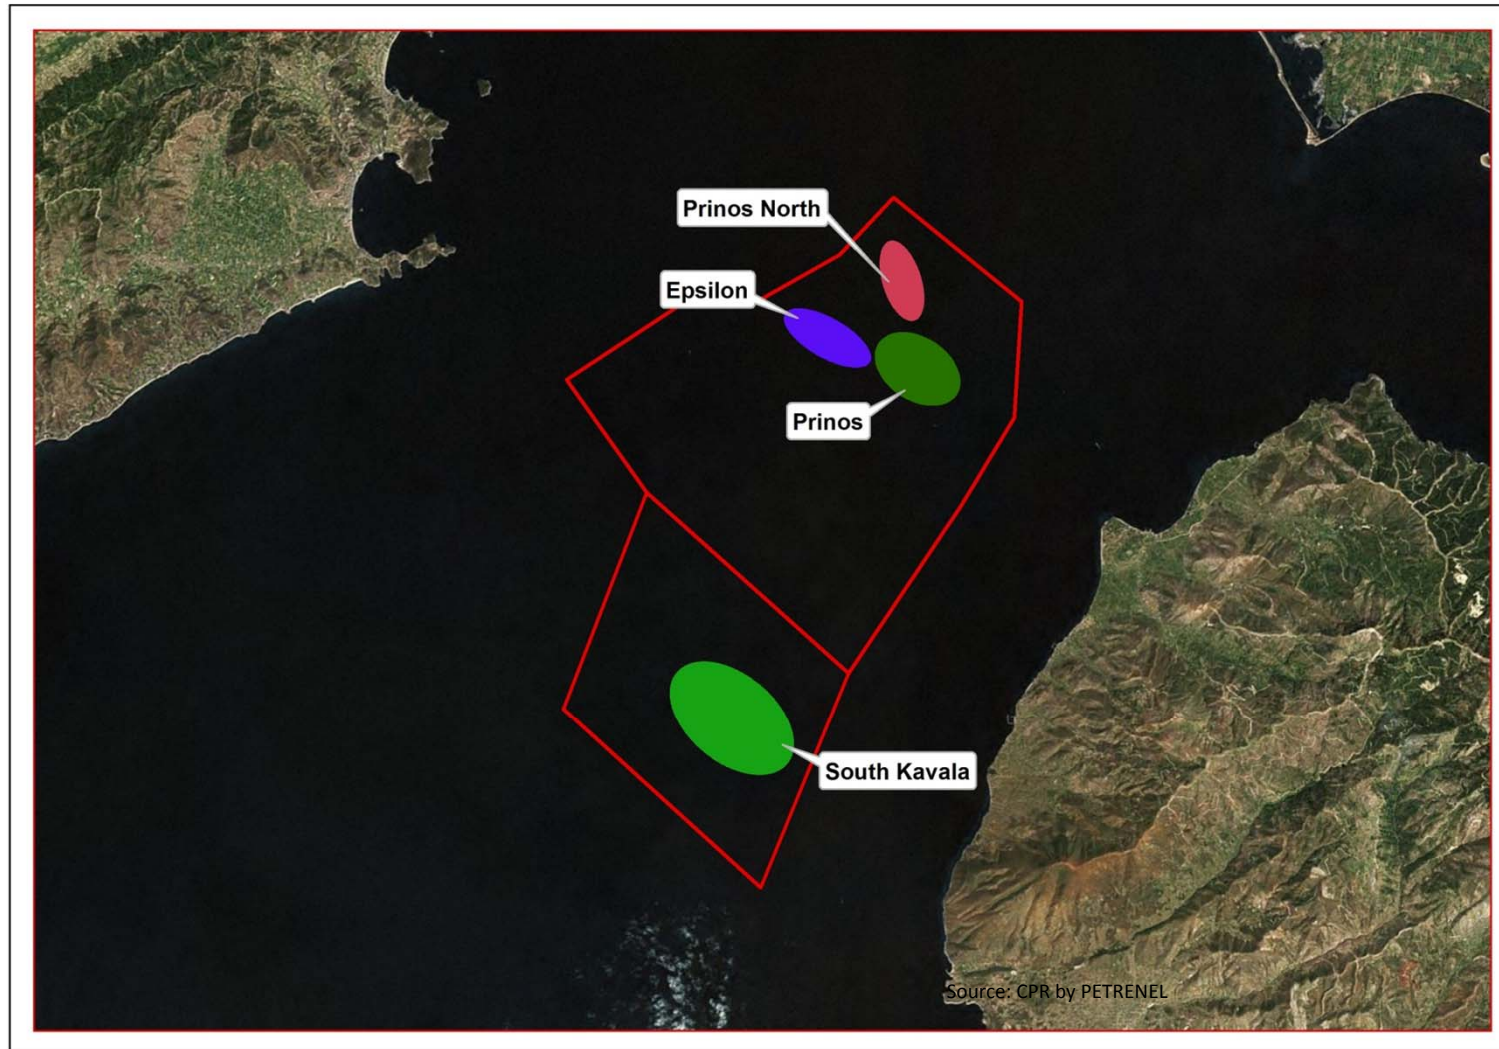 Prinos North
Epsilon
Prinos
South Kavala
Source: CPR by PETRENEL